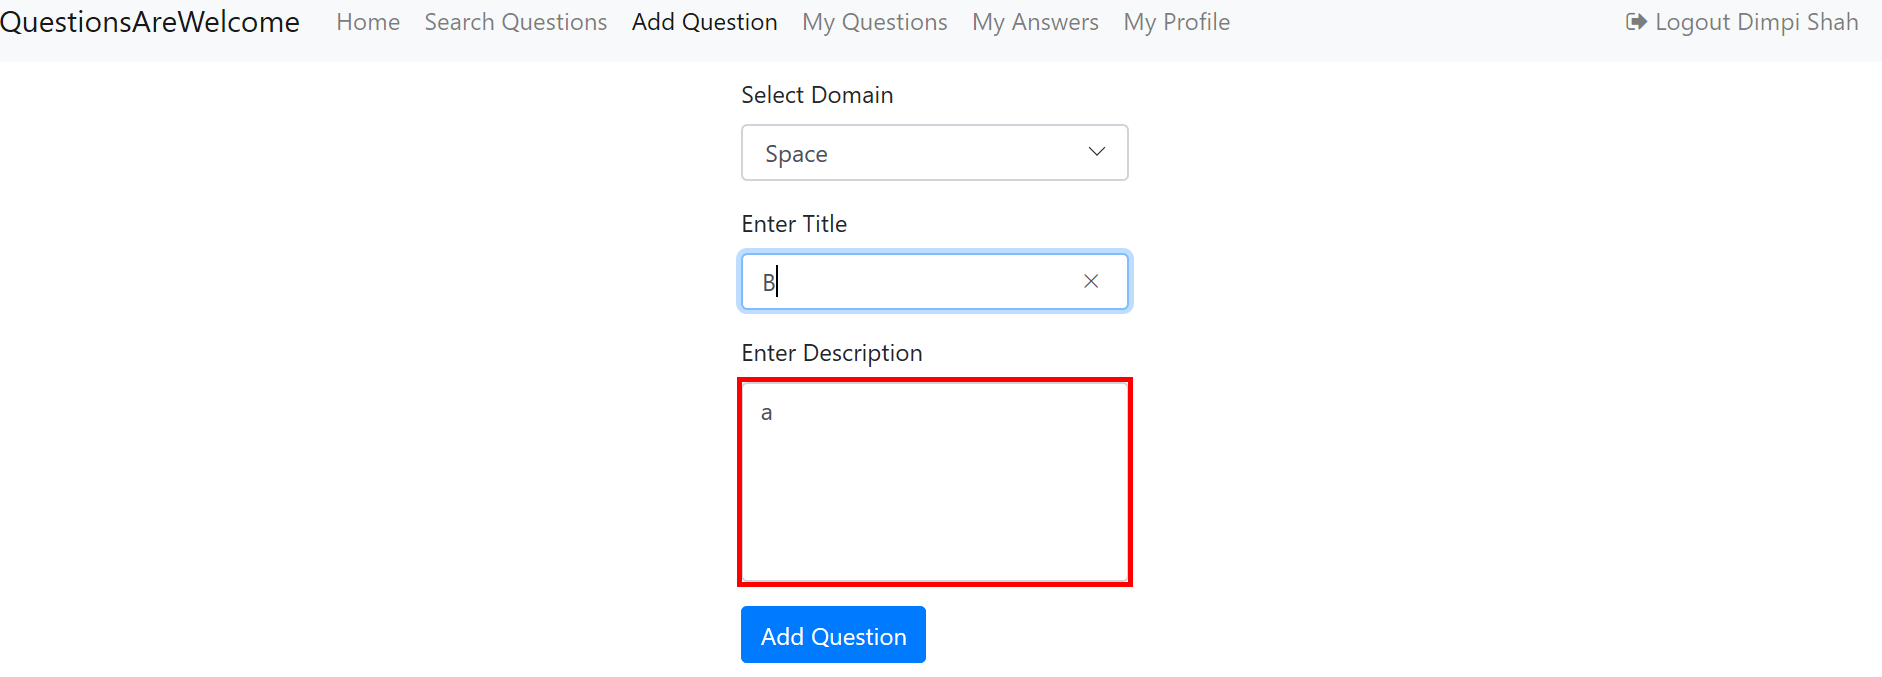 QuestionsAreWelcome Home Search Questions Add Question My Questions My Answers My Profile Logout Dimpi Shah
Select Domain
Space
Enter Title
B
Enter Description
a
Add Question